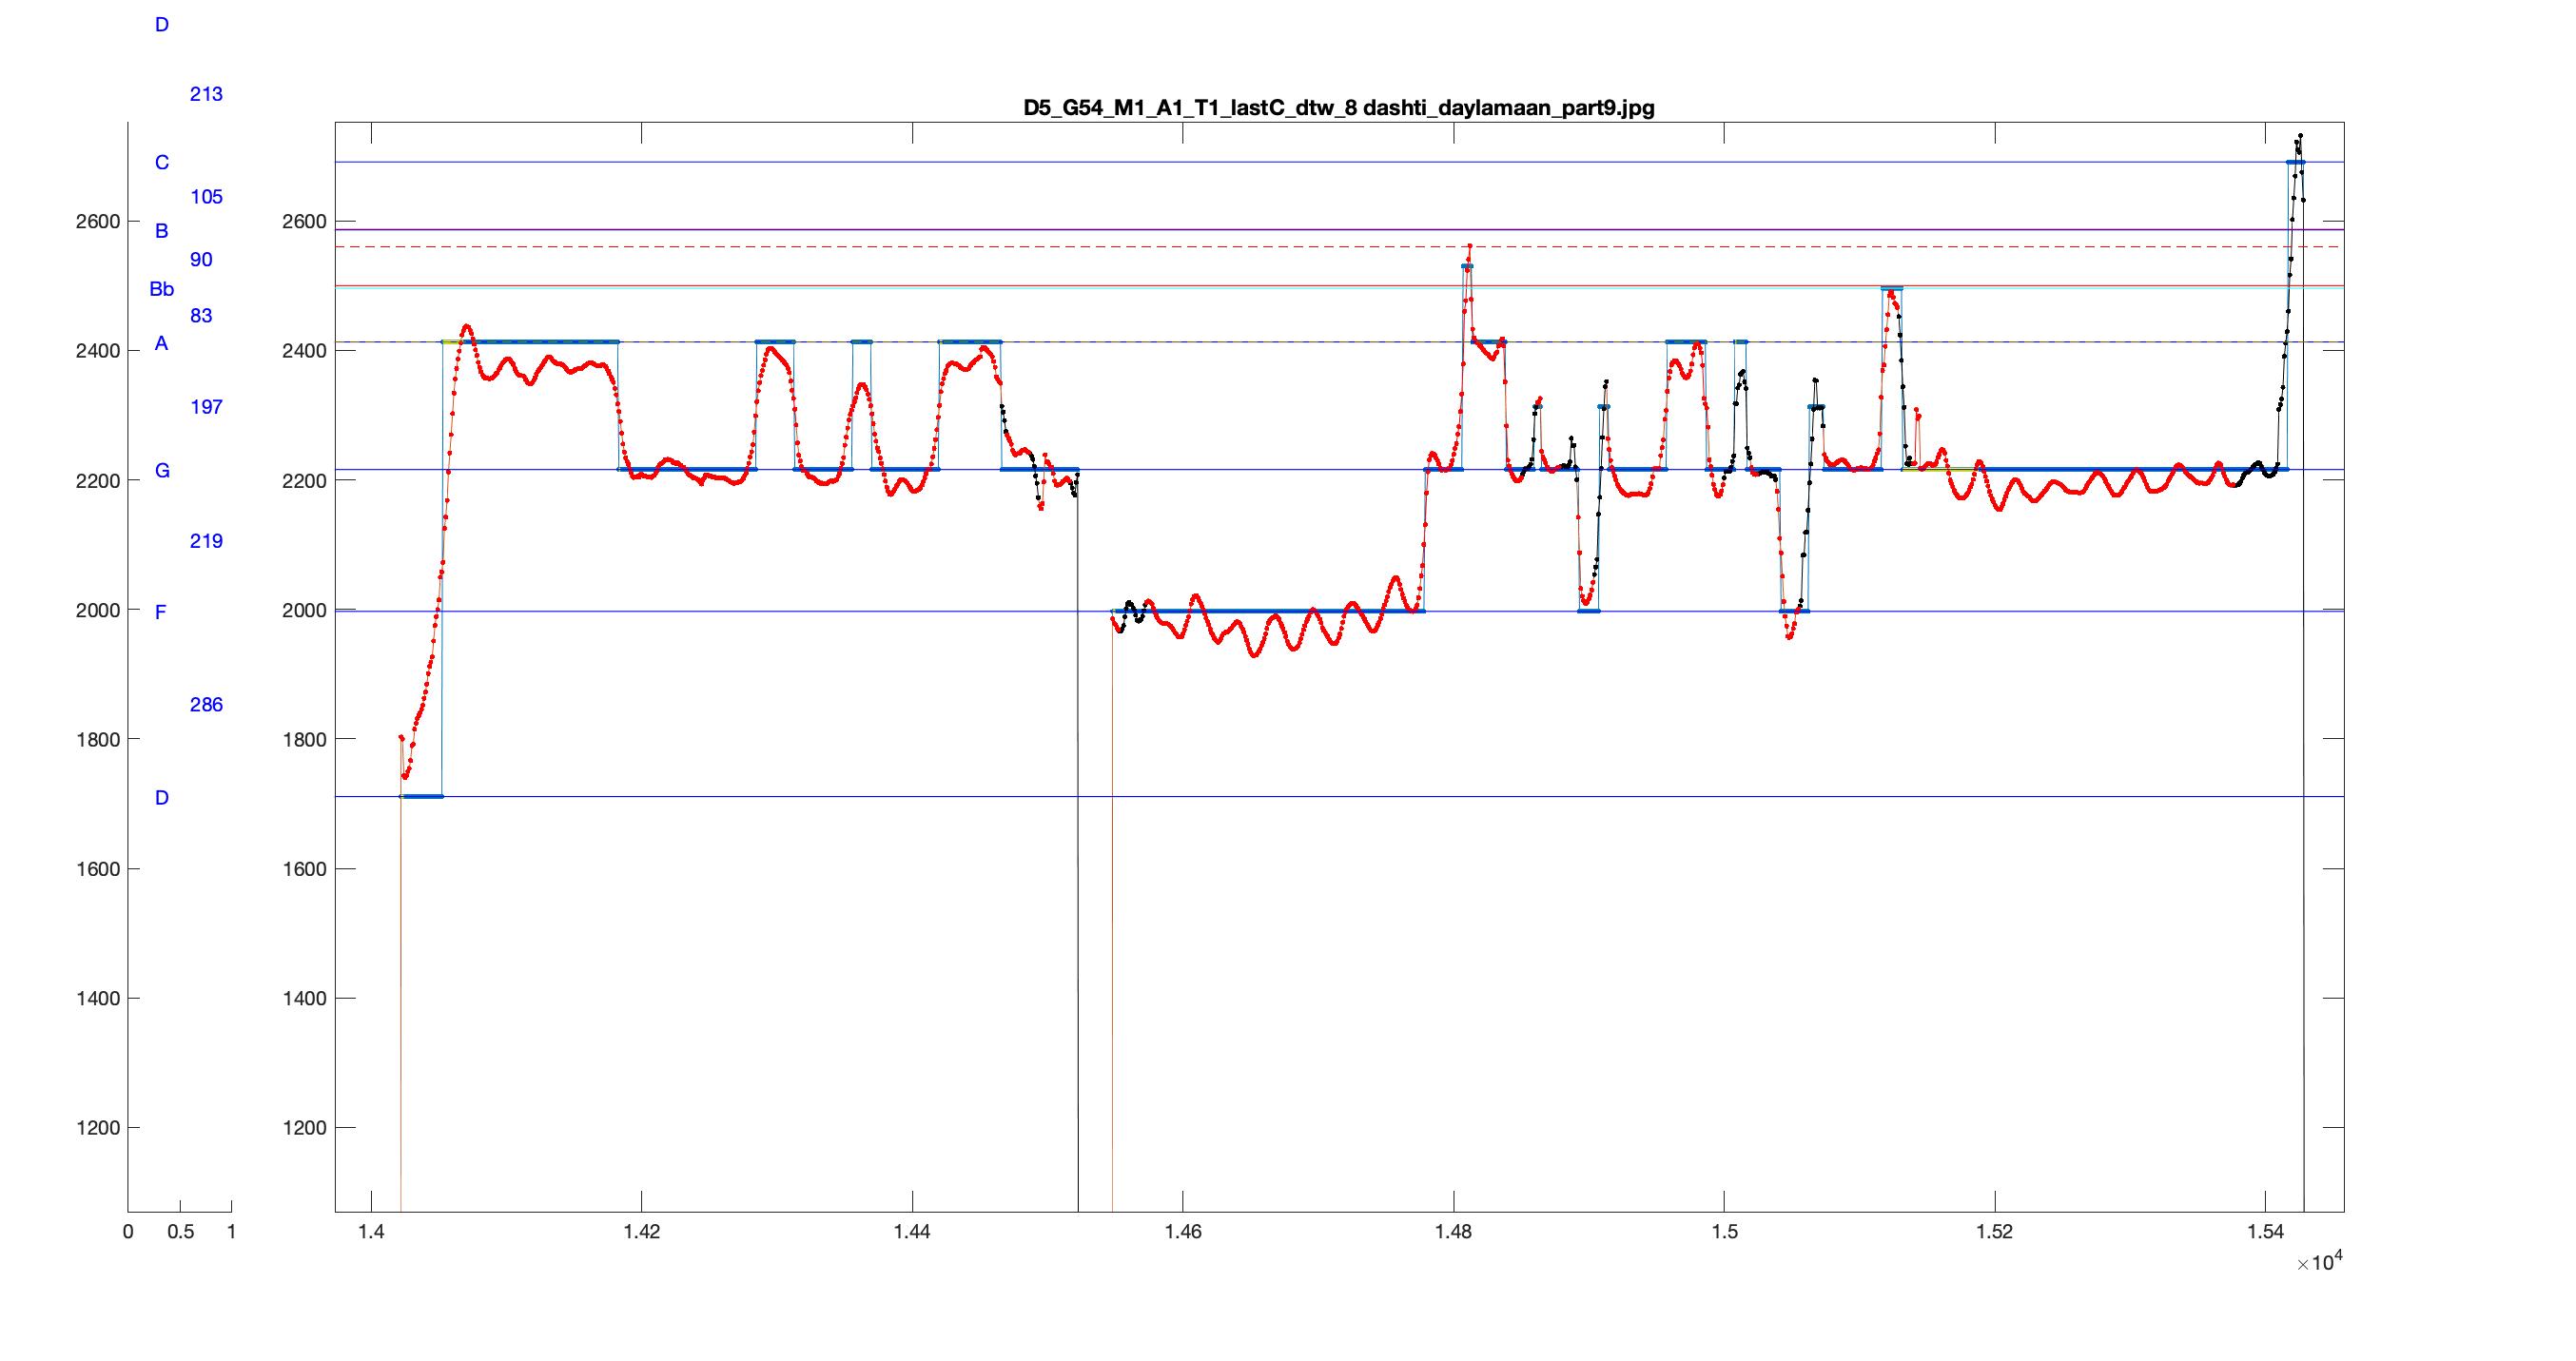 D
213
D5_G54_M1_A1_T1_lastC_dtw_8 dashti_daylamaan_part9.jpg
C
105
2600 B 2600
90
Bb
83
2400 A 2400
197
2200 G 2200
219
2000 F 2000
286
1800 1800
D
1600 1600
1400 1400
1200 1200
0 0.5 1 1.4 1.42 1.44 1.46 1.48 1.5 1.52 1.54
×10^4